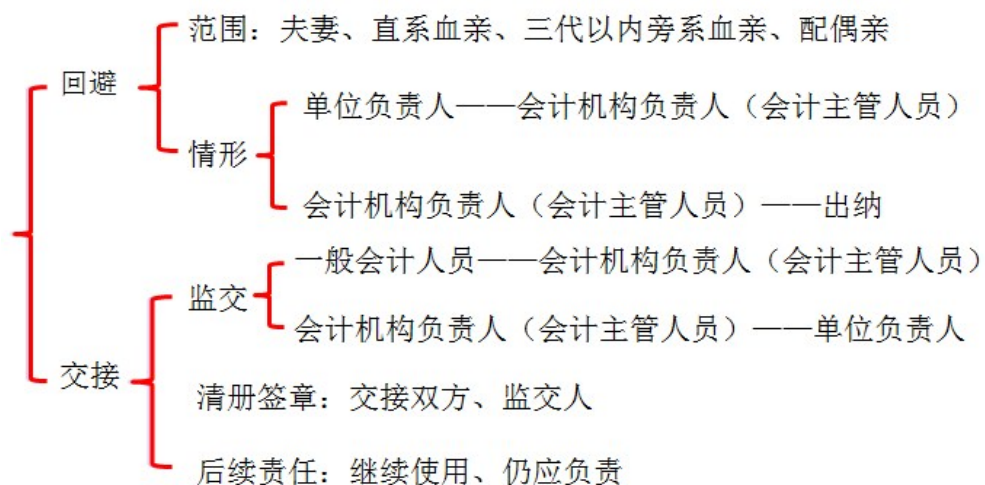 范围：夫妻、直系血亲、三代以内旁系血亲、配偶亲
回避
单位负责人——会计机构负责人（会计主管人员）
情形
会计机构负责人（会计主管人员）——出纳
一般会计人员——会计机构负责人（会计主管人员）
监交
会计机构负责人（会计主管人员）——单位负责人
交接
清册签章：交接双方、监交人
后续责任：继续使用、仍应负责